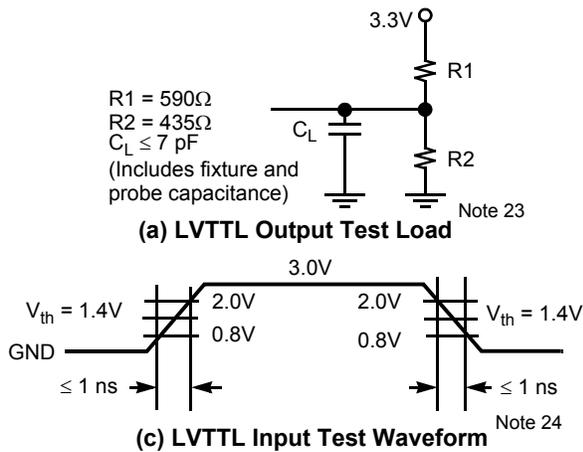 3.3V
R1
R1 = 590Ω
R2 = 435Ω
C_L ≤ 7 pF
(Includes fixture and
probe capacitance)
C_L
R2
Note 23
(a) LVTTL Output Test Load
3.0V
V_th = 1.4V
2.0V
2.0V
V_th = 1.4V
0.8V
0.8V
GND
≤ 1 ns
≤ 1 ns
Note 24
(c) LVTTL Input Test Waveform